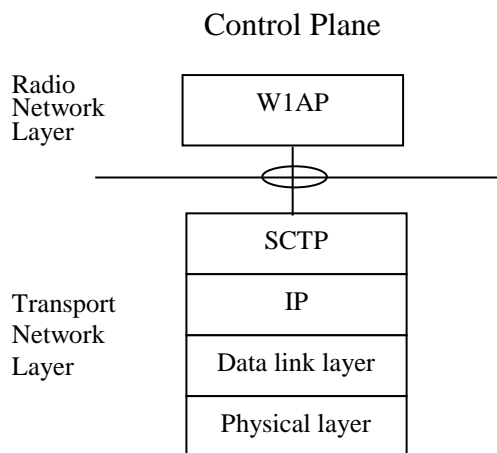 Control Plane
Radio
Network
Layer
W1AP
SCTP
Transport
Network
Layer
IP
Data link layer
Physical layer